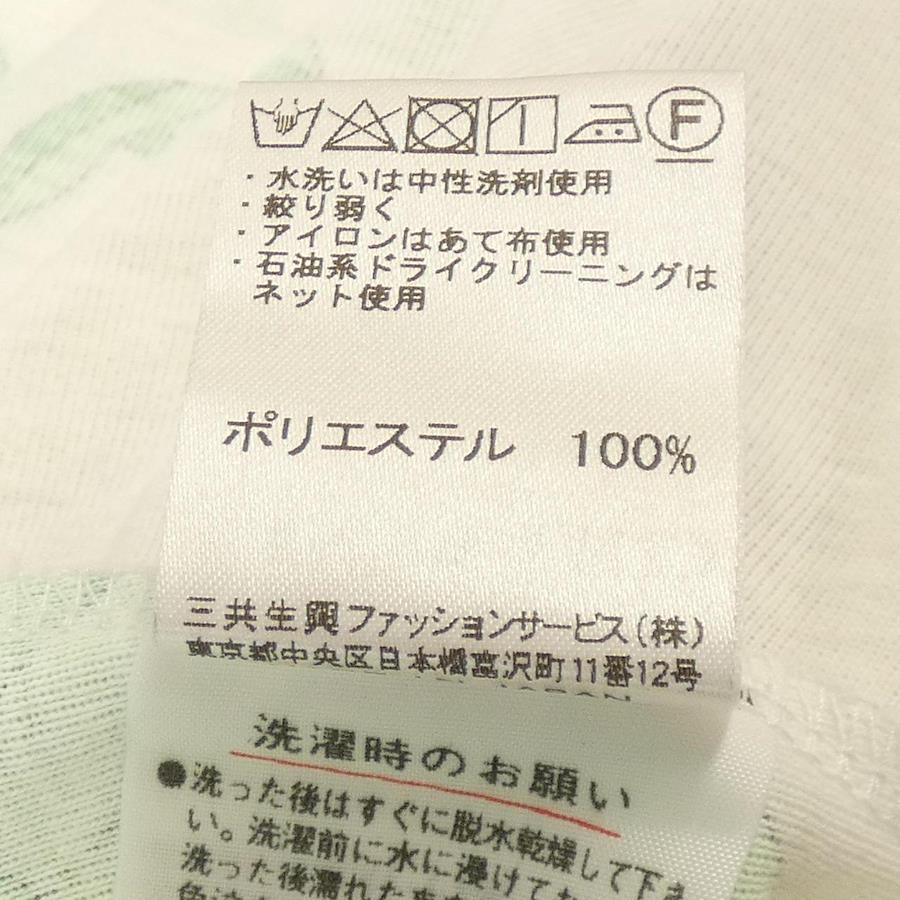 F
・水洗いは中性洗剤使用
・絞り弱く
・アイロンはあて布使用
・石油系ドライクリーニングは
ネット使用
ポリエステル 100%
三共生興ファッションサービス(株)
東京都中央区日本橋富沢町11番12号
洗濯時のお願い
●洗った後はすぐに脱水乾燥して下さ
い。洗濯前に水に浸けてお
洗った後濡れたまま